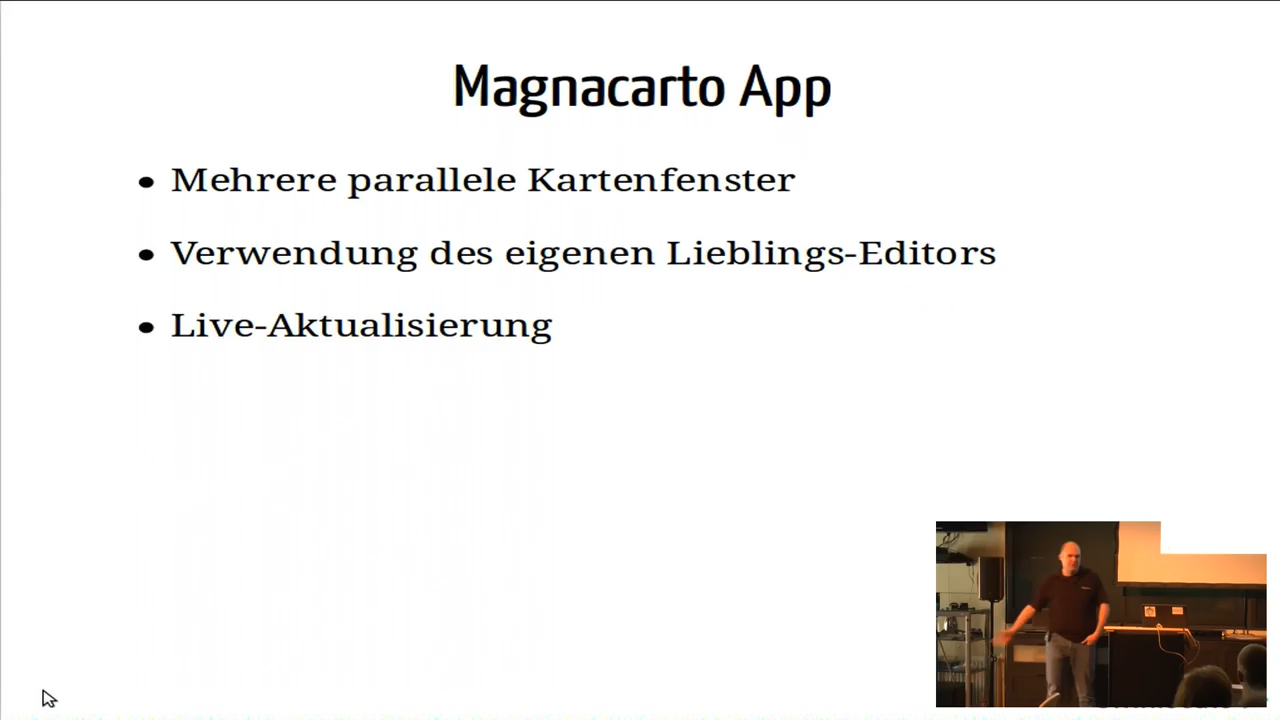 Magnacarto App
• Mehrere parallele Kartenfenster
• Verwendung des eigenen Lieblings-Editors
• Live-Aktualisierung